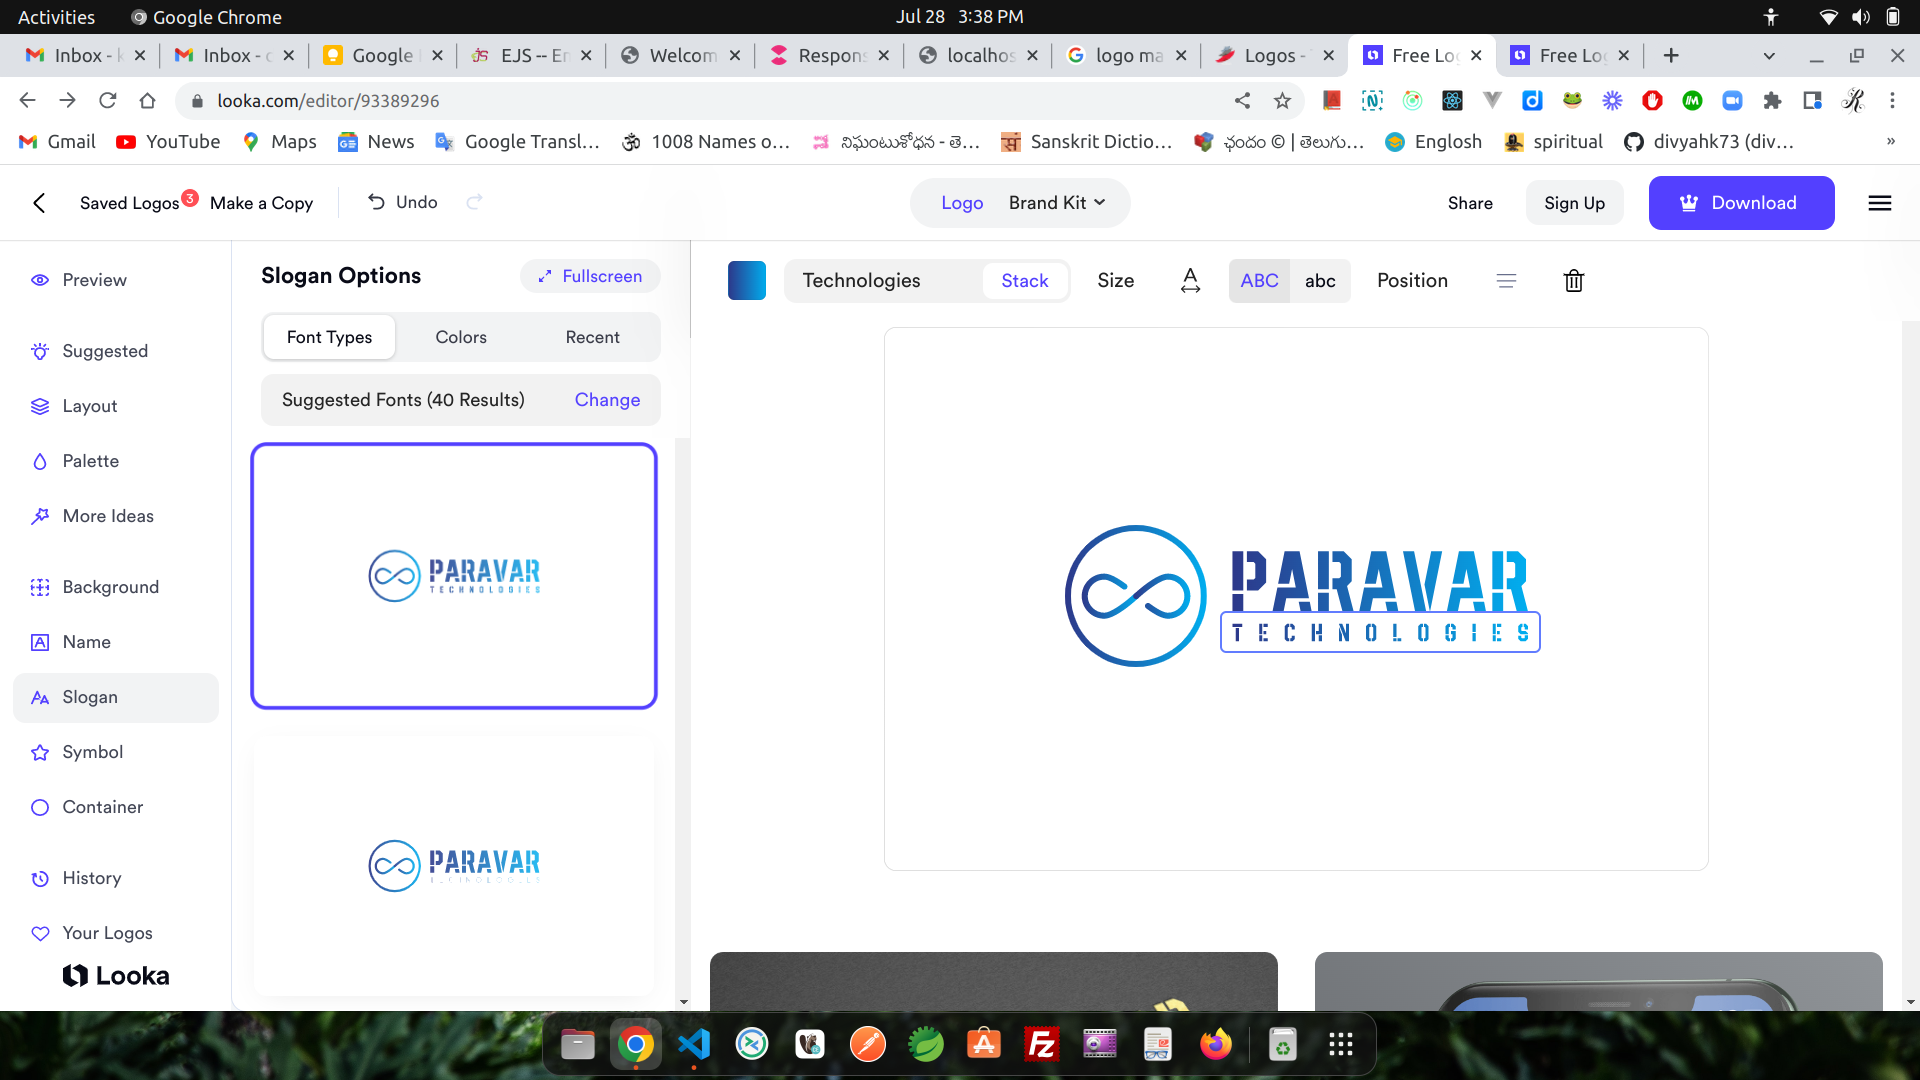 Activities Google Chrome Jul 28 3:38 PM
Inbox - Inbox - Google EJS -- En Welcom Respons localhos logo ma Logos - Free Lo Free Lo
looka.com/editor/93389296
Gmail YouTube Maps News Google Transl... 1008 Names o... నిఘంటుశోధన - తె... Sanskrit Dictio... ఛందం © | తెలుగు... Englosh spiritual divyahk73 (div... »
Saved Logos 3 Make a Copy Undo Logo Brand Kit Share Sign Up Download
Preview
Suggested
Layout
Palette
More Ideas
Background
Name
Slogan
Symbol
Container
History
Your Logos
Looka
Slogan Options Fullscreen
Font Types Colors Recent
Suggested Fonts (40 Results) Change
PARAVAR
TECHNOLOGIES
PARAVAR
TECHNOLOGIES
Technologies Stack Size A ABC abc Position
PARAVAR
TECHNOLOGIES